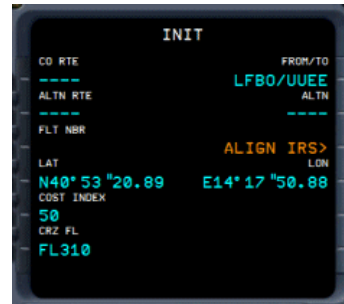 INIT
CO RTE FROM/TO
---- LFBO/UUEE
ALTN RTE ALTN
---- ----
FLT NBR
ALIGN IRS>
LAT LON
N40°53"20.89 E14°17"50.88
COST INDEX
50
CRZ FL
FL310